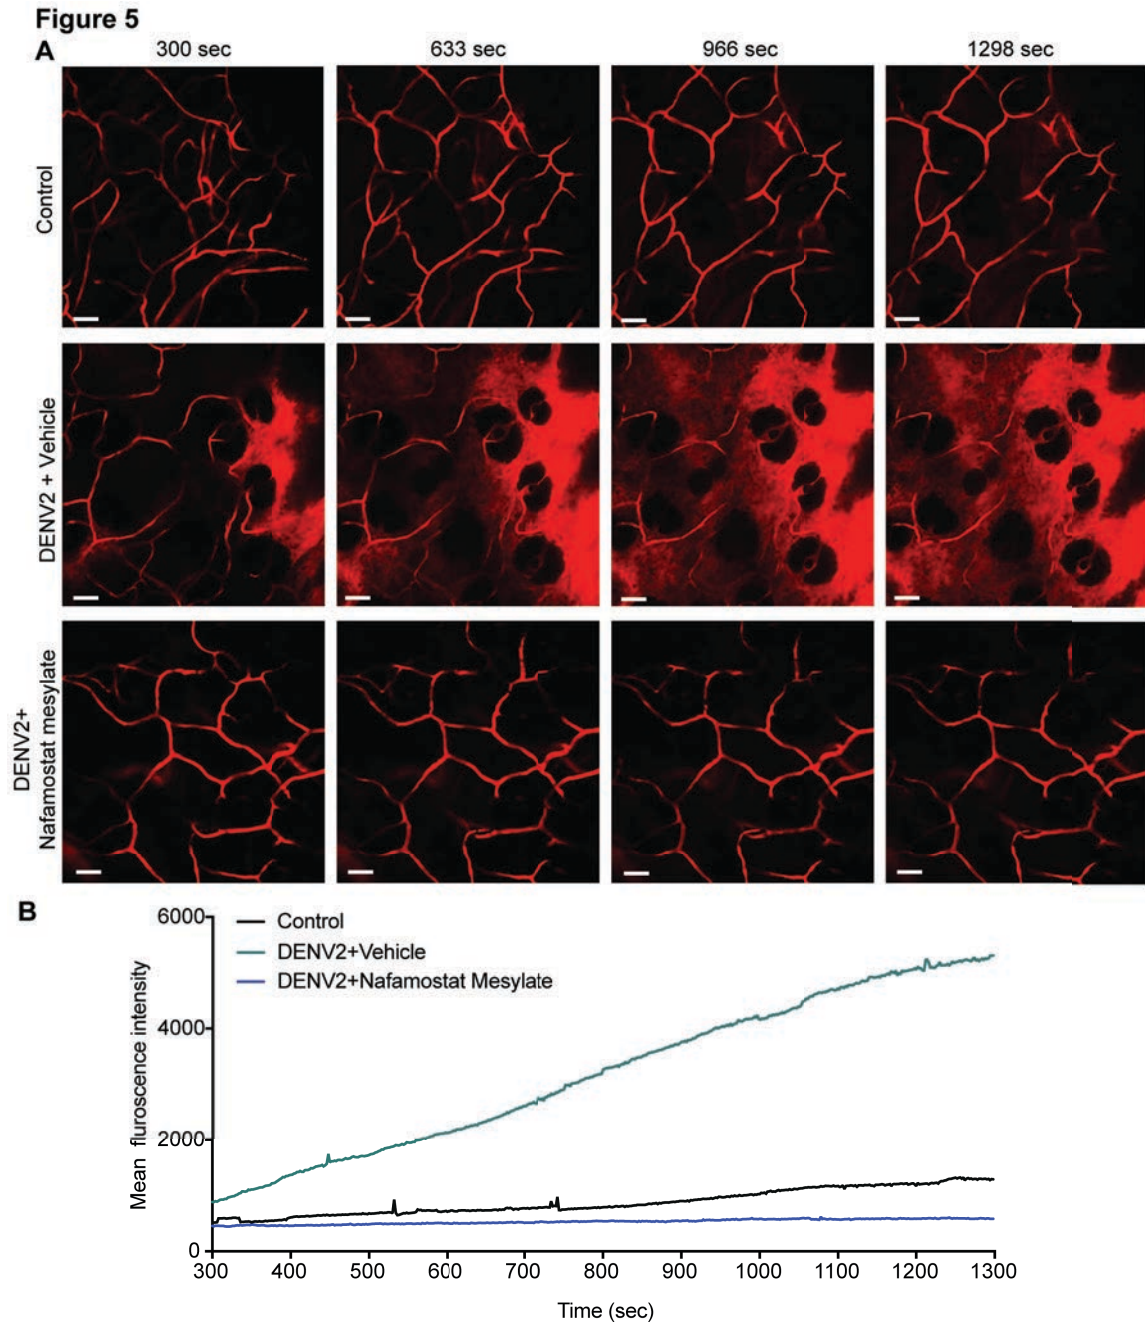 Figure 5
A
300 sec 633 sec 966 sec 1298 sec
Control
DENV2 + Vehicle
DENV2+
Nafamostat mesylate
B
Control
DENV2+Vehicle
DENV2+Nafamostat Mesylate
Mean fluroscence intensity
6000
4000
2000
0
300 400 500 600 700 800 900 1000 1100 1200 1300
Time (sec)